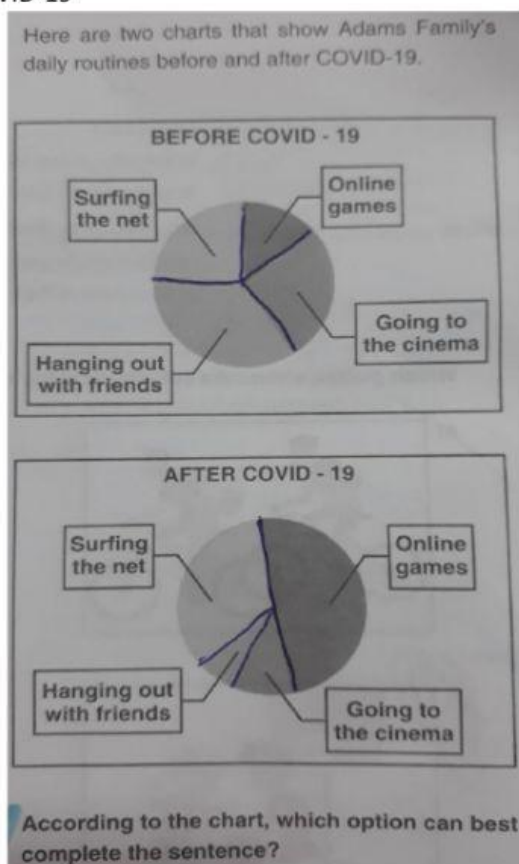 Here are two charts that show Adams Family's
daily routines before and after COVID-19.
BEFORE COVID - 19
Surfing
the net
Online
games
Going to
the cinema
Hanging out
with friends
AFTER COVID - 19
Surfing
the net
Online
games
Hanging out
with friends
Going to
the cinema
According to the chart, which option can best
complete the sentence?